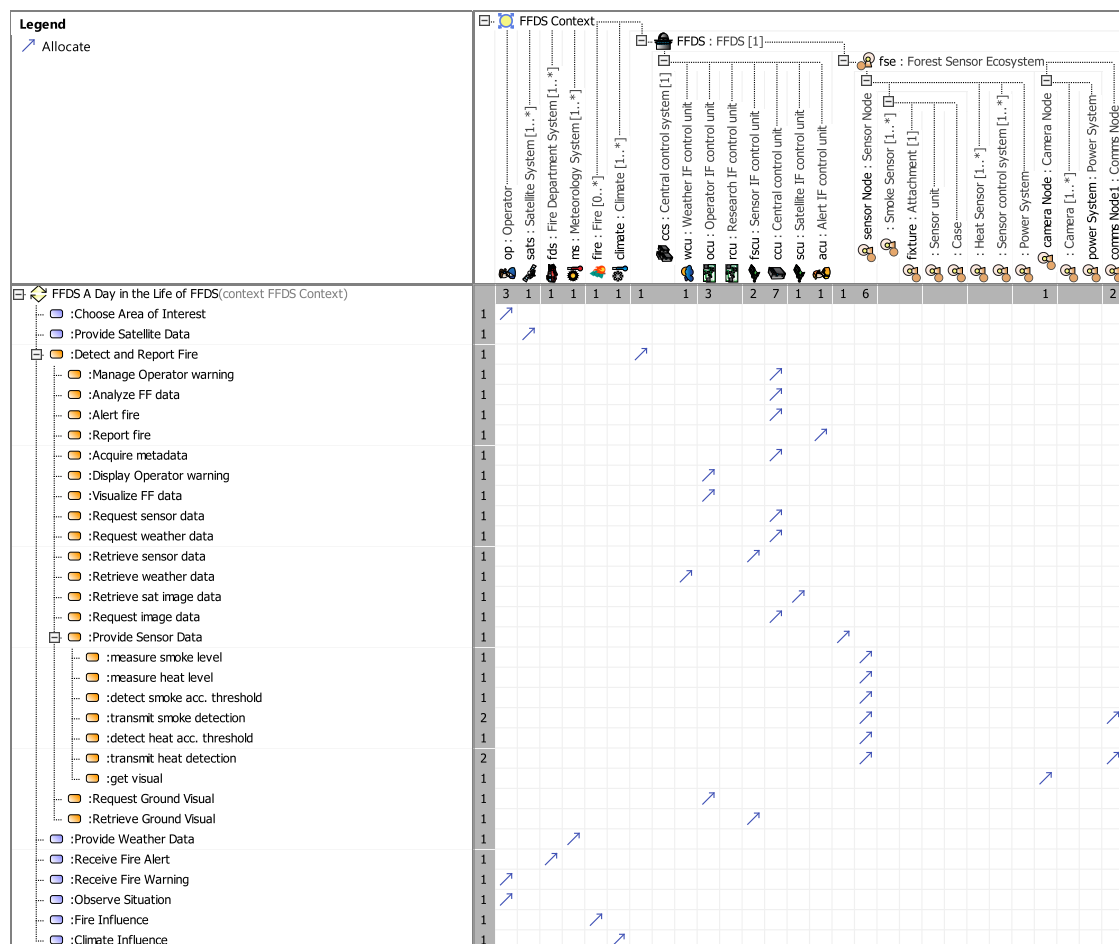 Legend
Allocate
FFDS Context
FFDS : FFDS [1]
fse : Forest Sensor Ecosystem
op : Operator
sats : Satellite System [1..*]
fds : Fire Department System [1..*]
ms : Meteorology System [1..*]
fire : Fire [0..*]
climate : Climate [1..*]
ccs : Central control system [1]
wcu : Weather IF control unit
ocu : Operator IF control unit
rcu : Research IF control unit
fscu : Sensor IF control unit
ccu : Central control unit
scu : Satellite IF control unit
acu : Alert IF control unit
sensor Node : Sensor Node
: Smoke Sensor [1..*]
fixture : Attachment [1]
: Sensor unit
: Case
: Heat Sensor [1..*]
: Sensor control system [1..*]
: Power System
camera Node : Camera Node
: Camera [1..*]
power System : Power System
comms Node1 : Comms Node
FFDS A Day in the Life of FFDS(context FFDS Context) 3 1 1 1 1 1 1 1 3 2 7 1 1 1 6 1 2
:Choose Area of Interest 1
:Provide Satellite Data 1
:Detect and Report Fire 1
:Manage Operator warning 1
:Analyze FF data 1
:Alert fire 1
:Report fire 1
:Acquire metadata 1
:Display Operator warning 1
:Visualize FF data 1
:Request sensor data 1
:Request weather data 1
:Retrieve sensor data 1
:Retrieve weather data 1
:Retrieve sat image data 1
:Request image data 1
:Provide Sensor Data 1
:measure smoke level 1
:measure heat level 1
:detect smoke acc. threshold 1
:transmit smoke detection 2
:detect heat acc. threshold 1
:transmit heat detection 2
:get visual 1
:Request Ground Visual 1
:Retrieve Ground Visual 1
:Provide Weather Data 1
:Receive Fire Alert 1
:Receive Fire Warning 1
:Observe Situation 1
:Fire Influence 1
:Climate Influence 1